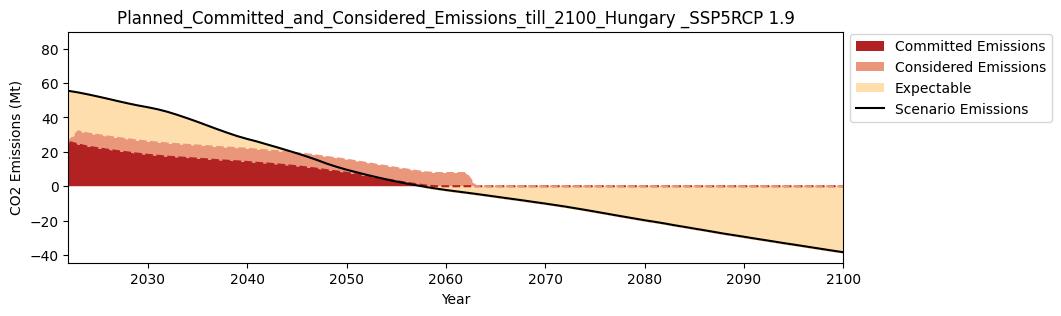 Planned_Committed_and_Considered_Emissions_till_2100_Hungary _SSP5RCP 1.9
CO2 Emissions (Mt)
80
60
40
20
0
−20
−40
2030
2040
2050
2060
2070
2080
2090
2100
Year
Committed Emissions
Considered Emissions
Expectable
Scenario Emissions